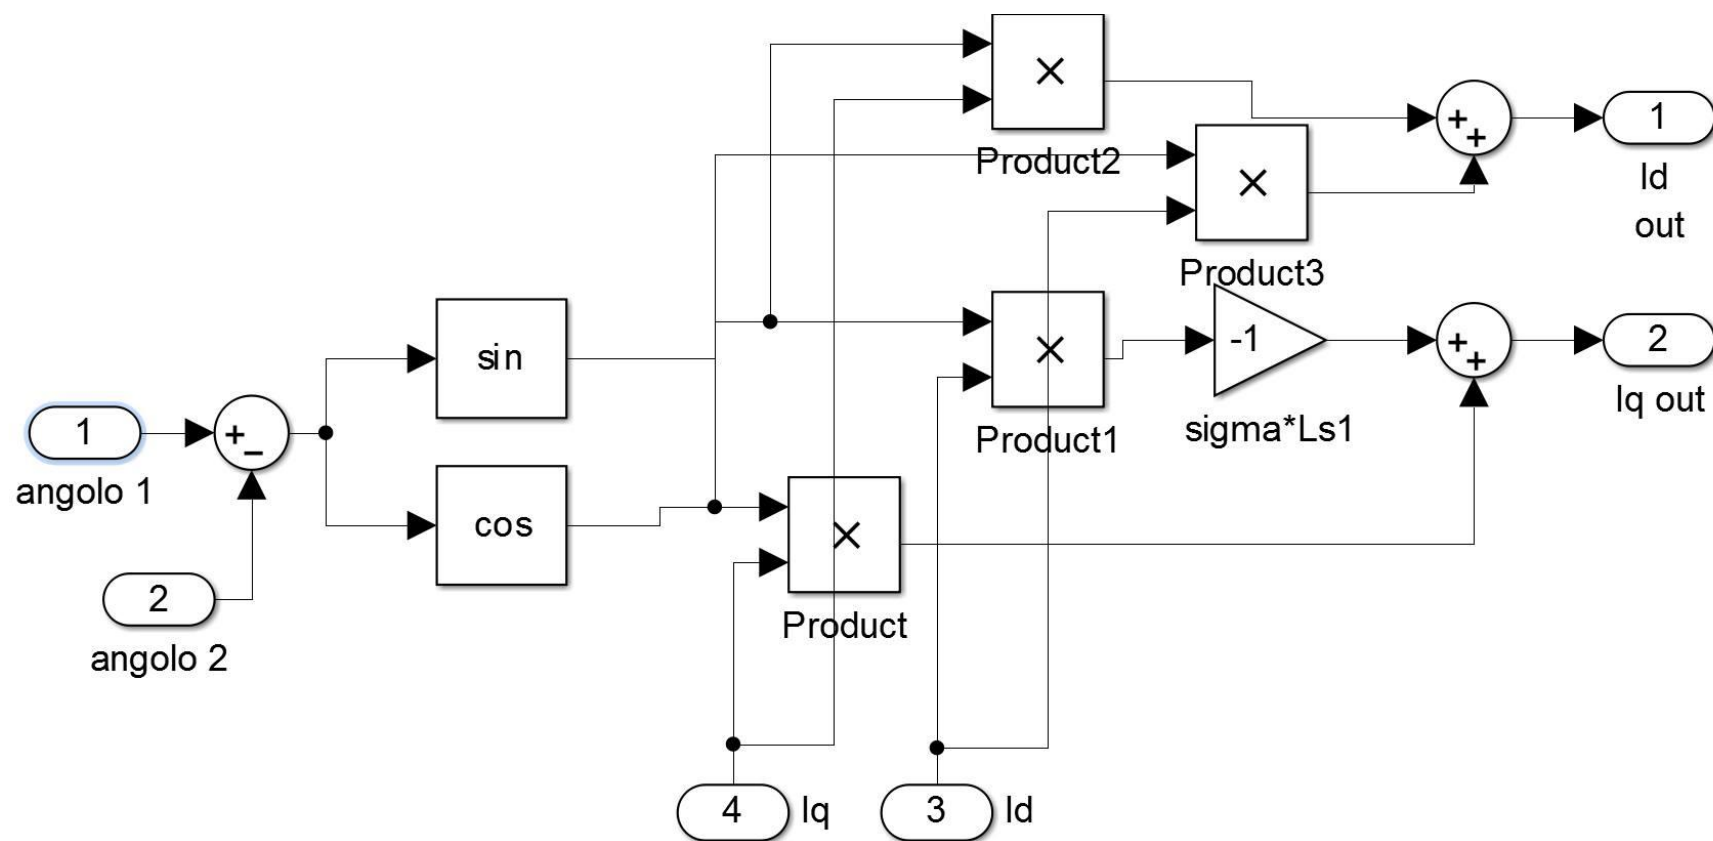 ×
Product2
+
+
1
Id
out
×
Product3
sin
×
Product1
-1
sigma*Ls1
+
+
2
Iq out
1
angolo 1
+
−
cos
×
Product
2
angolo 2
4
Iq
3
Id